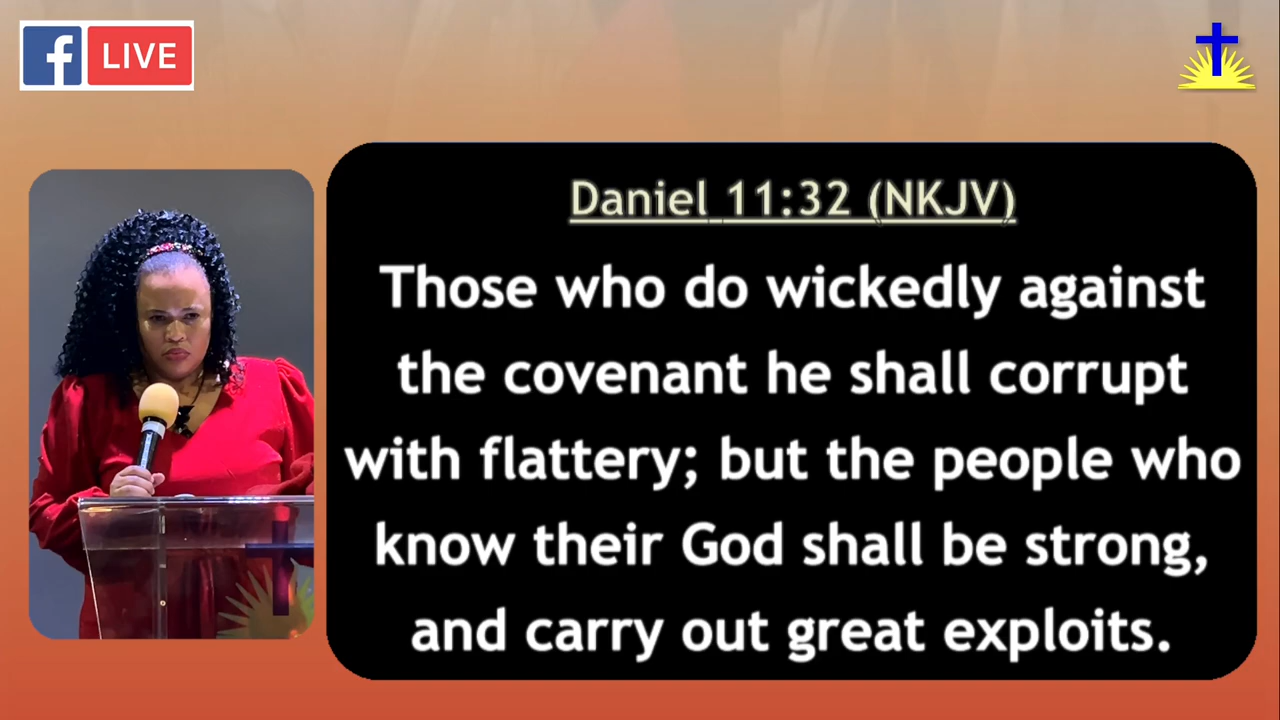 f LIVE
Daniel 11:32 (NKJV)
Those who do wickedly against
the covenant he shall corrupt
with flattery; but the people who
know their God shall be strong,
and carry out great exploits.